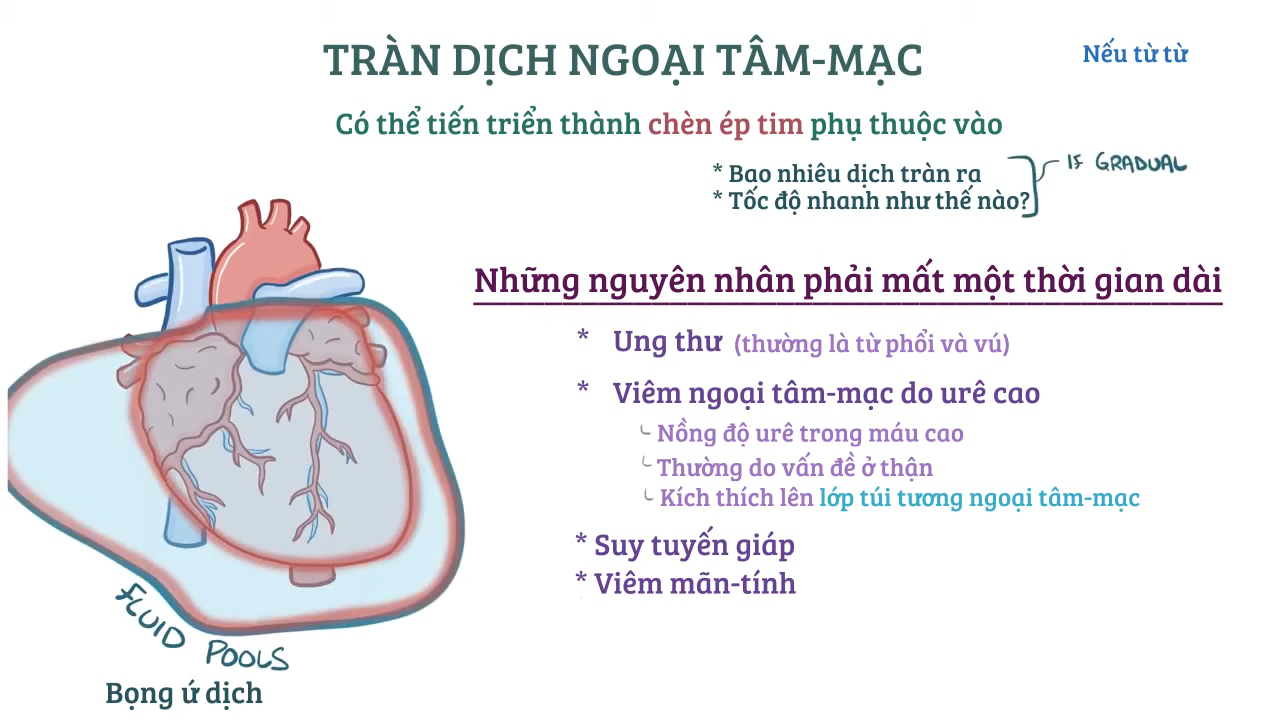 TRÀN DỊCH NGOẠI TÂM-MẠC
Nếu từ từ
Có thể tiến triển thành chèn ép tim phụ thuộc vào
* Bao nhiêu dịch tràn ra
IF GRADUAL
* Tốc độ nhanh như thế nào?
Những nguyên nhân phải mất một thời gian dài
* Ung thư (thường là từ phổi và vú)
* Viêm ngoại tâm-mạc do urê cao
Nồng độ urê trong máu cao
Thường do vấn đề ở thận
Kích thích lên lớp túi tương ngoại tâm-mạc
* Suy tuyến giáp
* Viêm mãn-tính
FLUID POOLS
Bọng ứ dịch